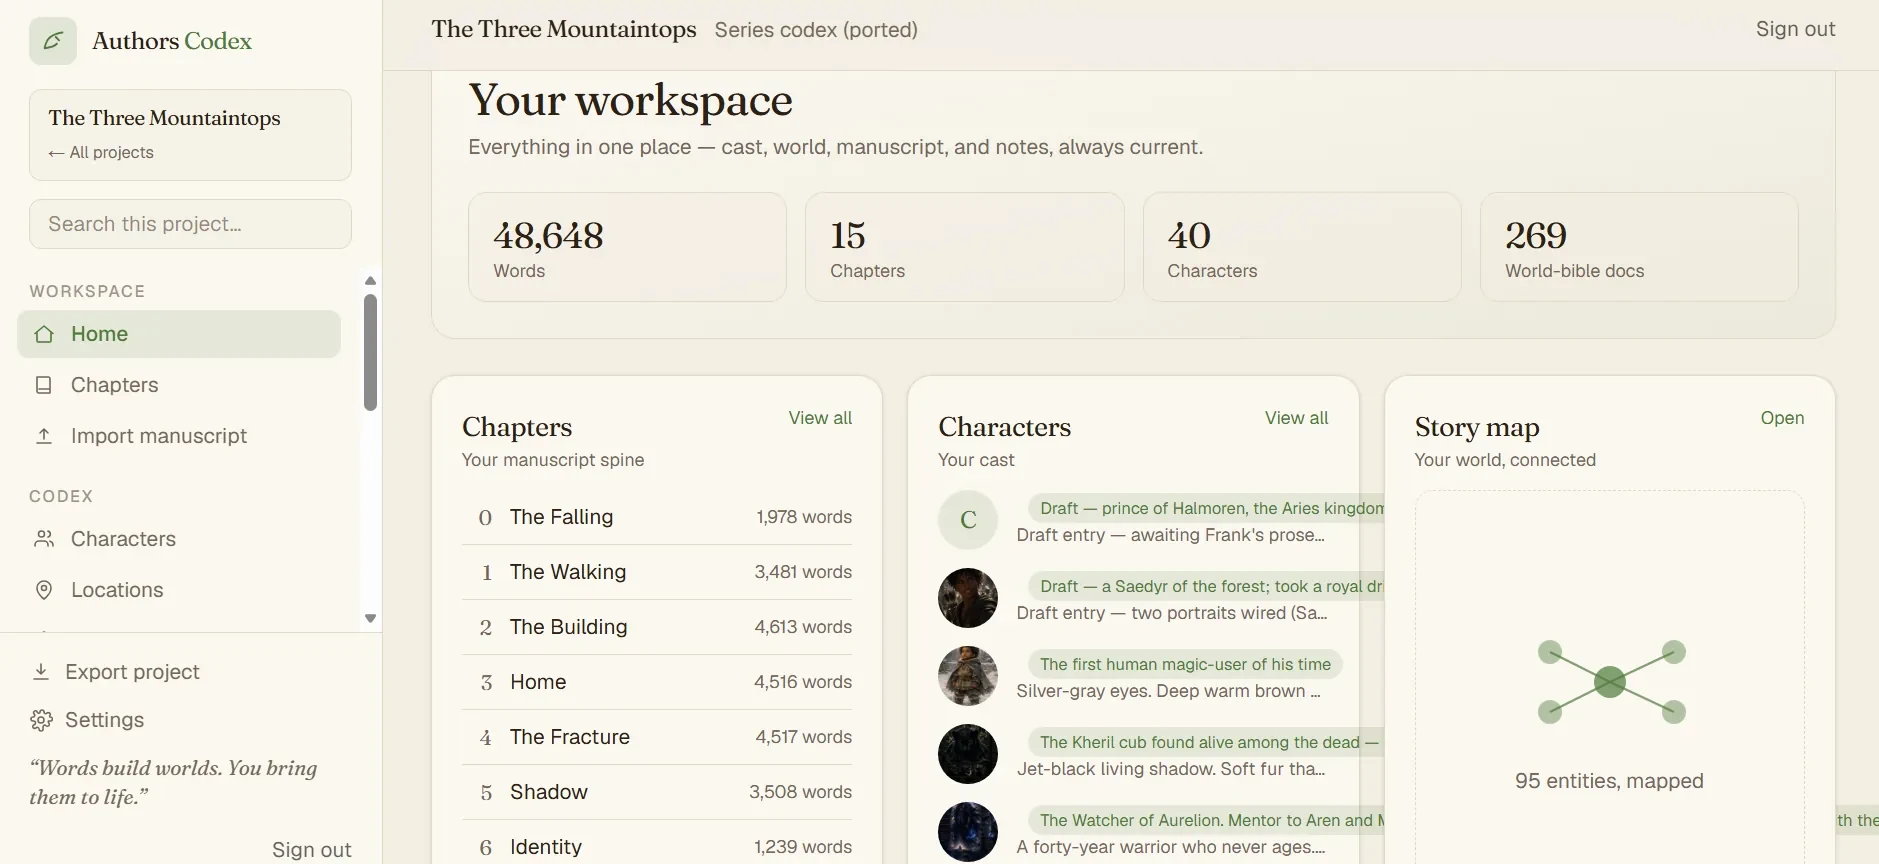 Authors Codex
The Three Mountaintops
← All projects
Search this project...
WORKSPACE
Home
Chapters
Import manuscript
CODEX
Characters
Locations
Export project
Settings
“Words build worlds. You bring
them to life.”
Sign out
The Three Mountaintops Series codex (ported)
Sign out
Your workspace
Everything in one place — cast, world, manuscript, and notes, always current.
48,648
Words
15
Chapters
40
Characters
269
World-bible docs
Chapters
View all
Your manuscript spine
0 The Falling 1,978 words
1 The Walking 3,481 words
2 The Building 4,613 words
3 Home 4,516 words
4 The Fracture 4,517 words
5 Shadow 3,508 words
6 Identity 1,239 words
Characters
View all
Your cast
C
Draft — prince of Halmoren, the Aries kingdom
Draft entry — awaiting Frank's prose...
Draft — a Saedyr of the forest; took a royal
Draft entry — two portraits wired (Sa...
The first human magic-user of his time
Silver-gray eyes. Deep warm brown ...
The Kheril cub found alive among the dead —
Jet-black living shadow. Soft fur tha...
The Watcher of Aurelion. Mentor to Aren and
A forty-year warrior who never ages....
Story map
Open
Your world, connected
95 entities, mapped